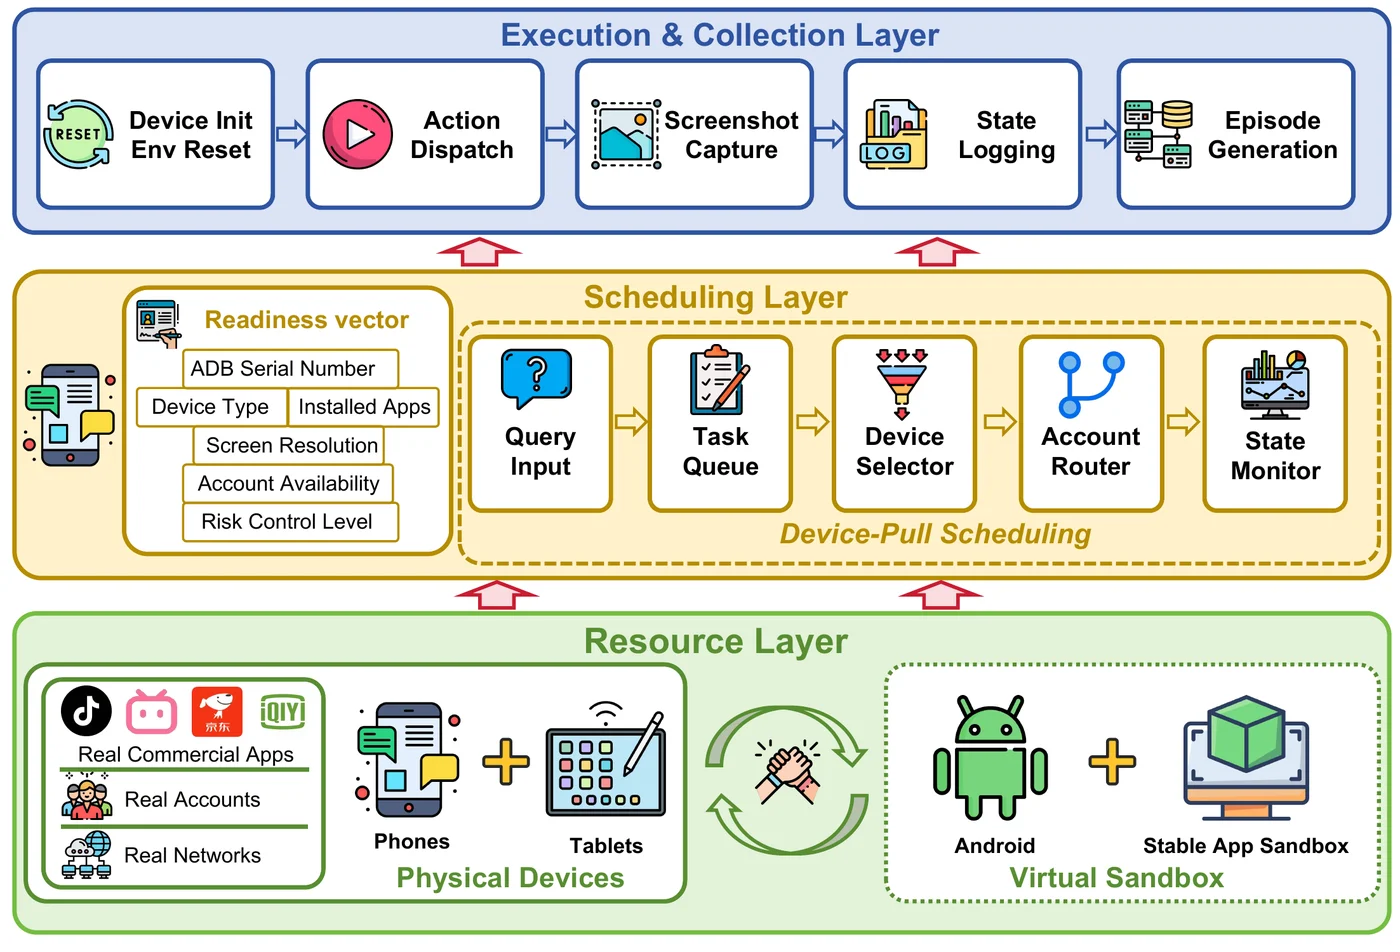 Execution & Collection Layer
RESET
Device Init
Env Reset
Action
Dispatch
Screenshot
Capture
LOG
State
Logging
Episode
Generation
Scheduling Layer
Readiness vector
ADB Serial Number
Device Type
Installed Apps
Screen Resolution
Account Availability
Risk Control Level
?
Query
Input
Task
Queue
Device
Selector
Account
Router
State
Monitor
Device-Pull Scheduling
Resource Layer
京东
iQIYI
Real Commercial Apps
Real Accounts
Real Networks
Phones
Tablets
Physical Devices
Android
Stable App Sandbox
Virtual Sandbox